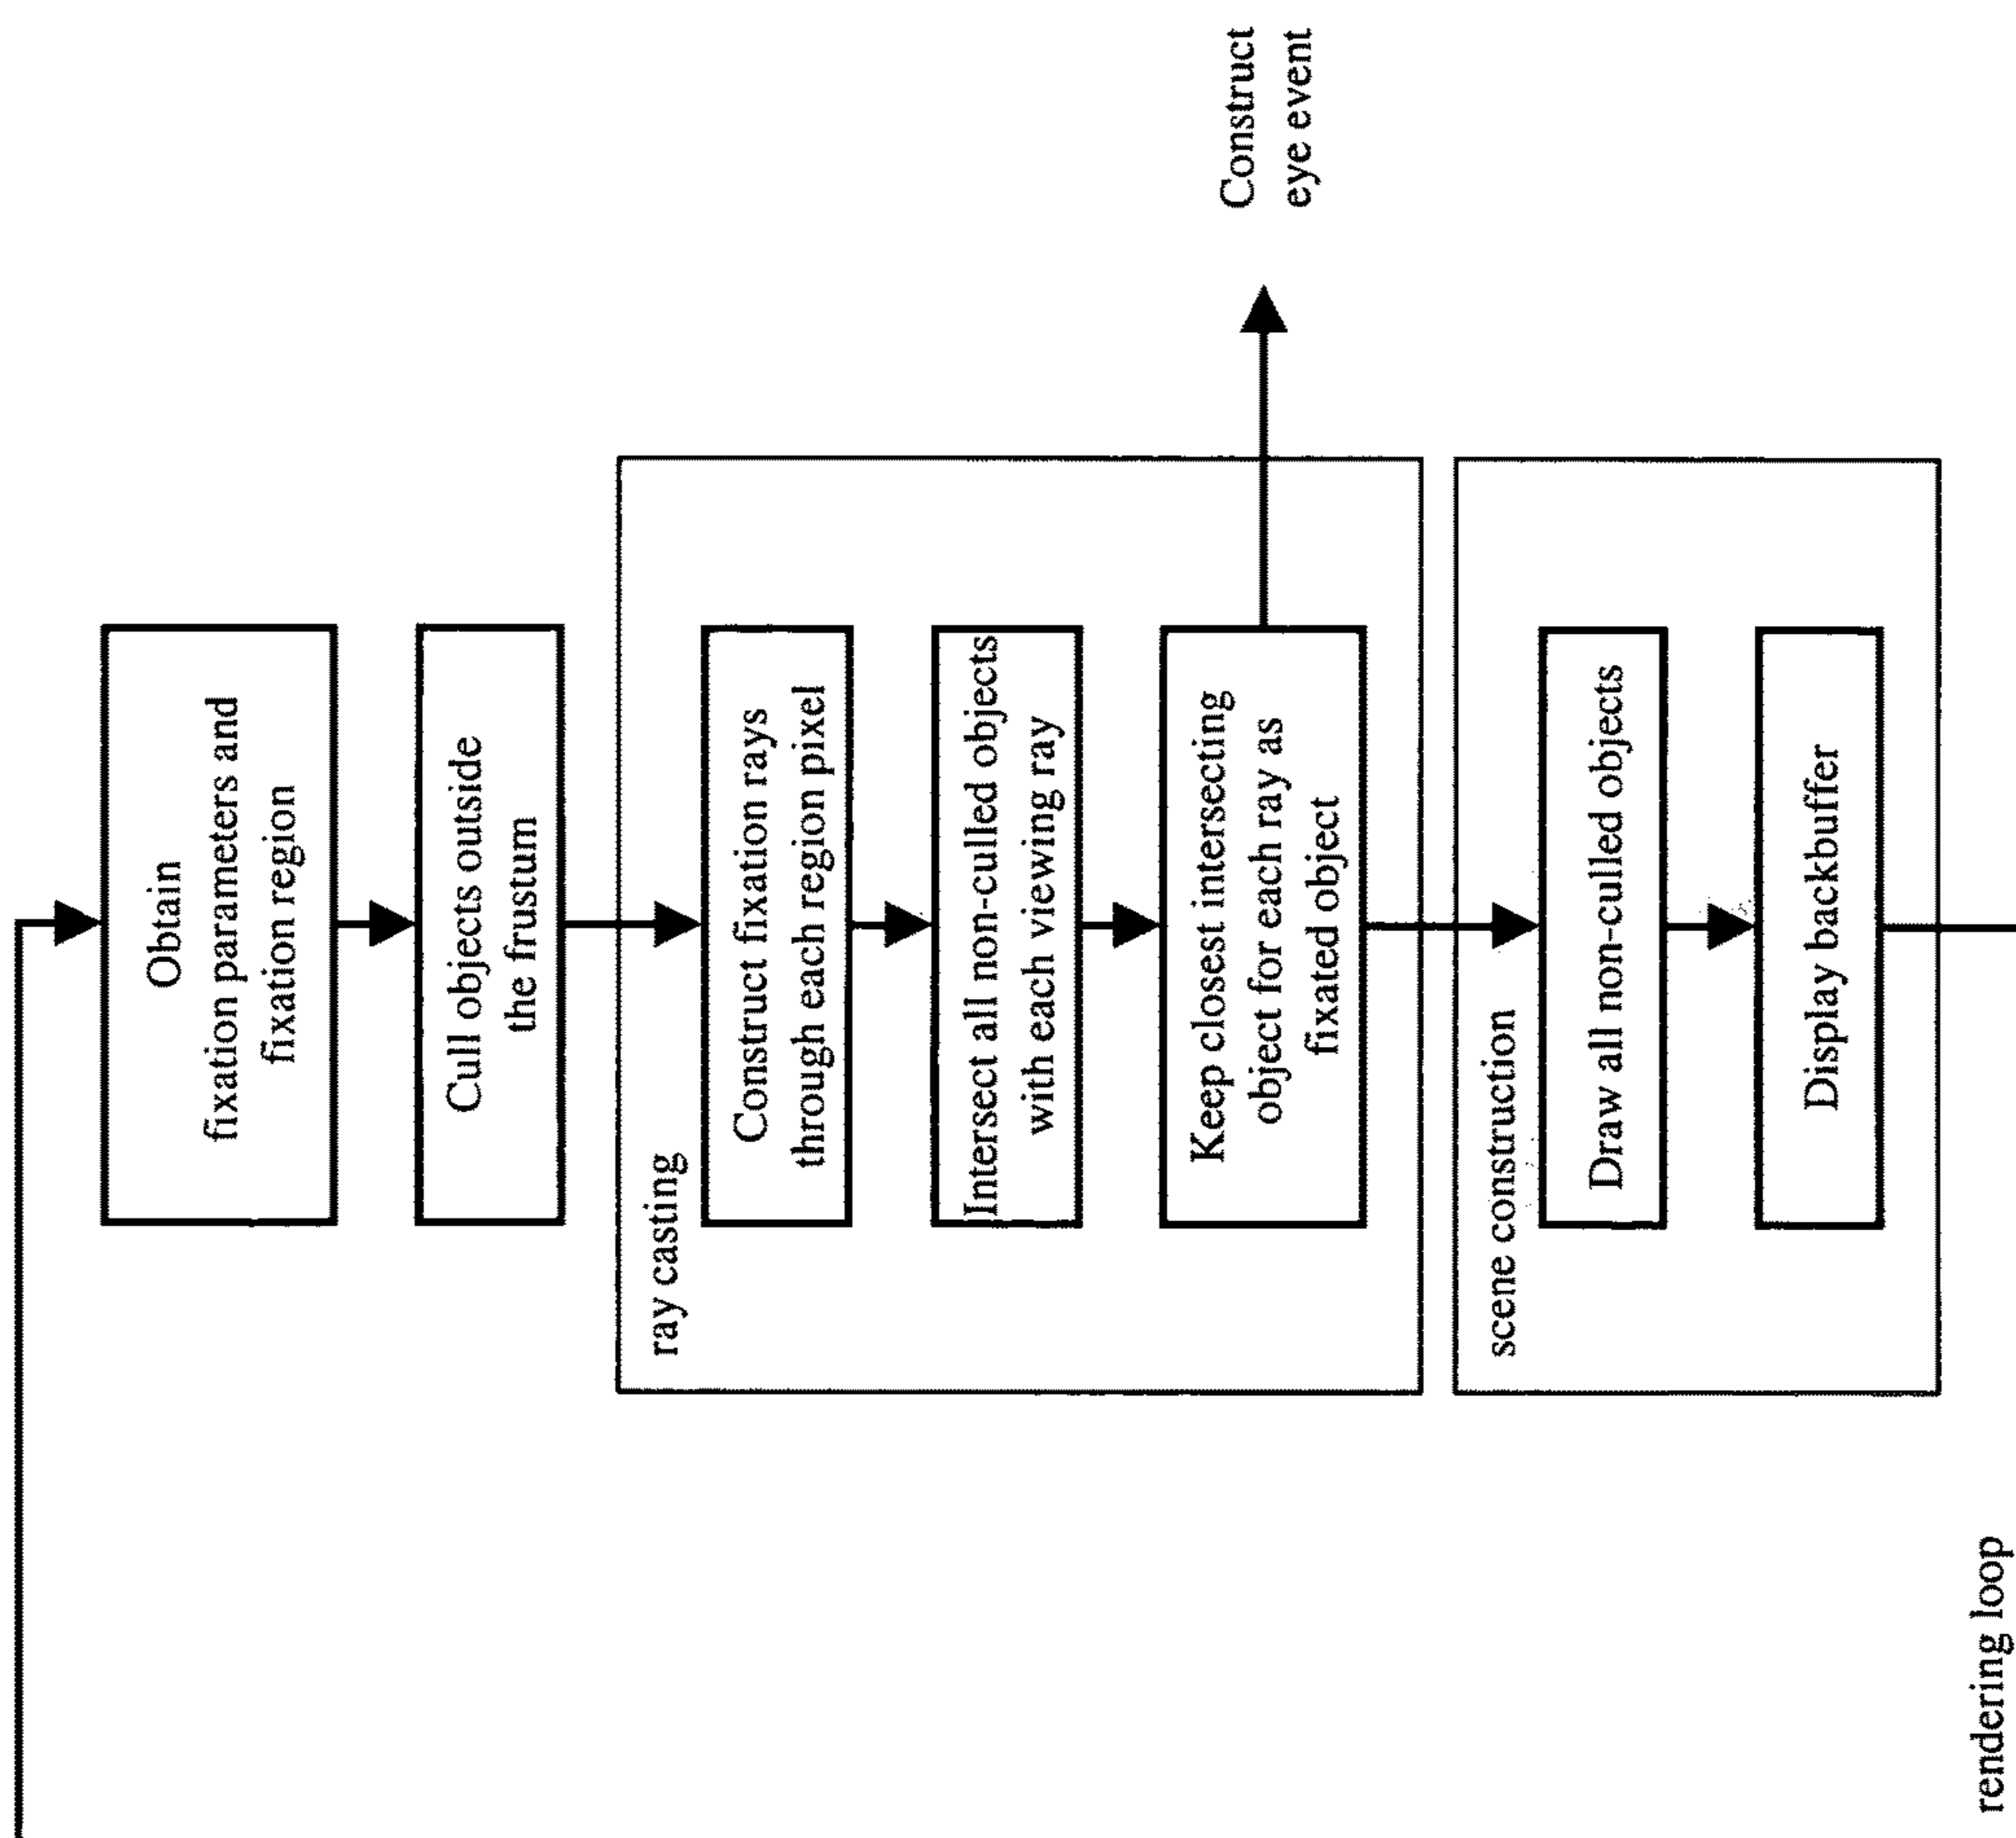 Obtain
fixation parameters and
fixation region
Cull objects outside
the frustum
ray casting
Construct fixation rays
through each region pixel
Intersect all non-culled objects
with each viewing ray
Keep closest intersecting
object for each ray as
fixated object
Construct
eye event
scene construction
Draw all non-culled objects
Display backbuffer
rendering loop